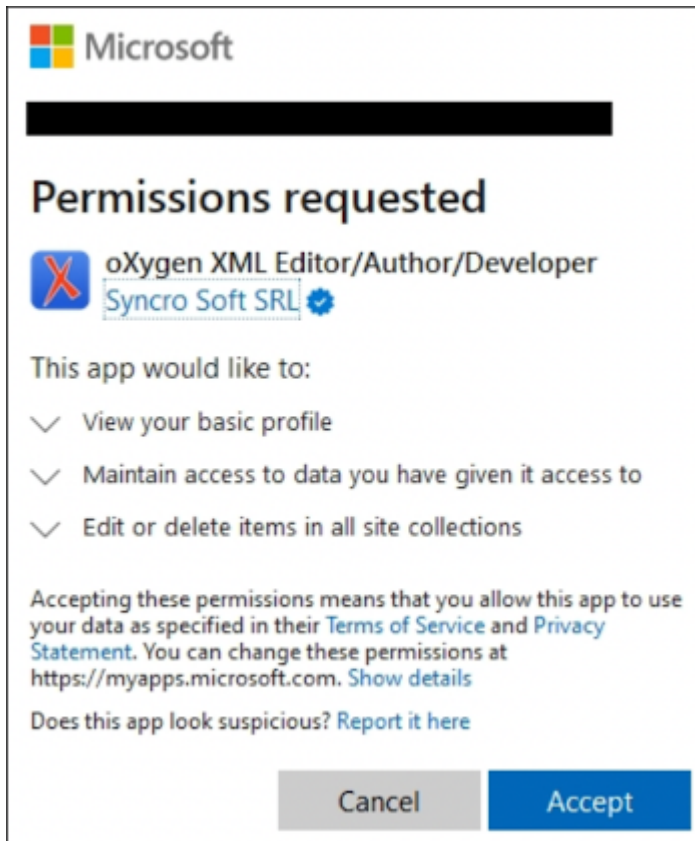 Microsoft
Permissions requested
oXygen XML Editor/Author/Developer
Syncro Soft SRL
This app would like to:
View your basic profile
Maintain access to data you have given it access to
Edit or delete items in all site collections
Accepting these permissions means that you allow this app to use
your data as specified in their Terms of Service and Privacy
Statement. You can change these permissions at
https://myapps.microsoft.com. Show details
Does this app look suspicious? Report it here
Cancel Accept